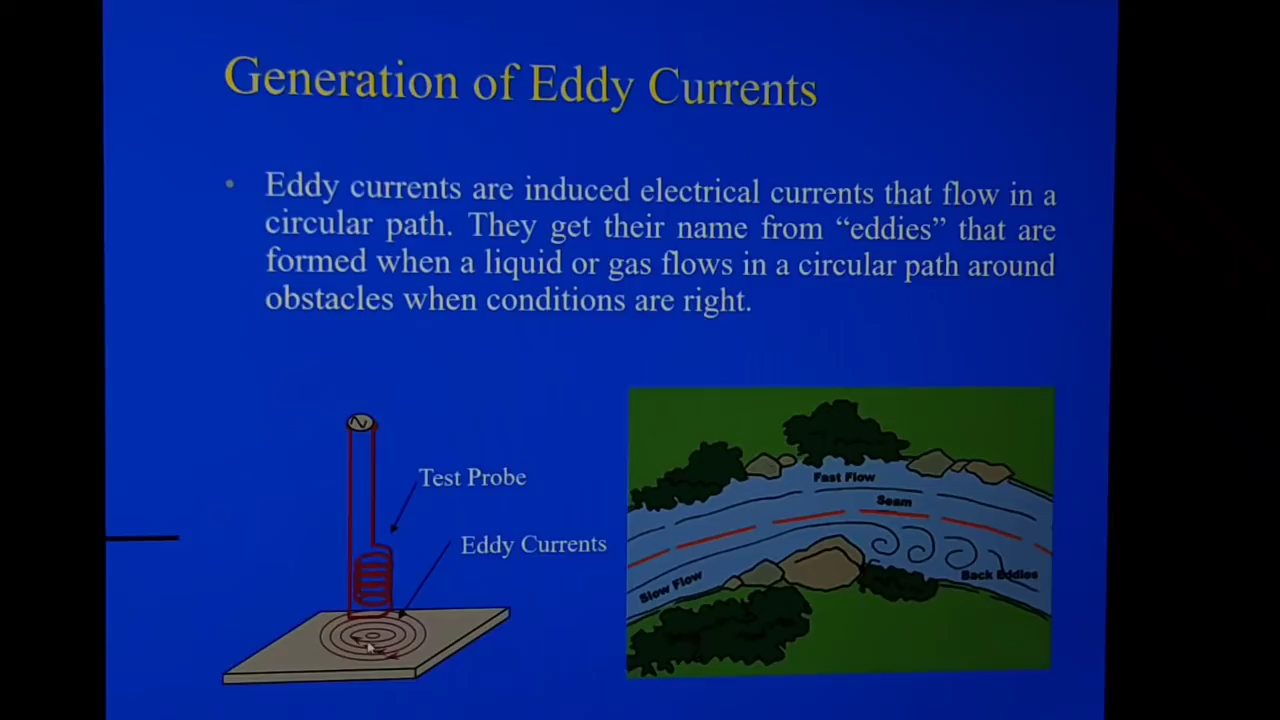 Generation of Eddy Currents
• Eddy currents are induced electrical currents that flow in a
circular path. They get their name from “eddies” that are
formed when a liquid or gas flows in a circular path around
obstacles when conditions are right.
Test Probe
Eddy Currents
Fast Flow
Seam
Slow Flow
Back Eddies